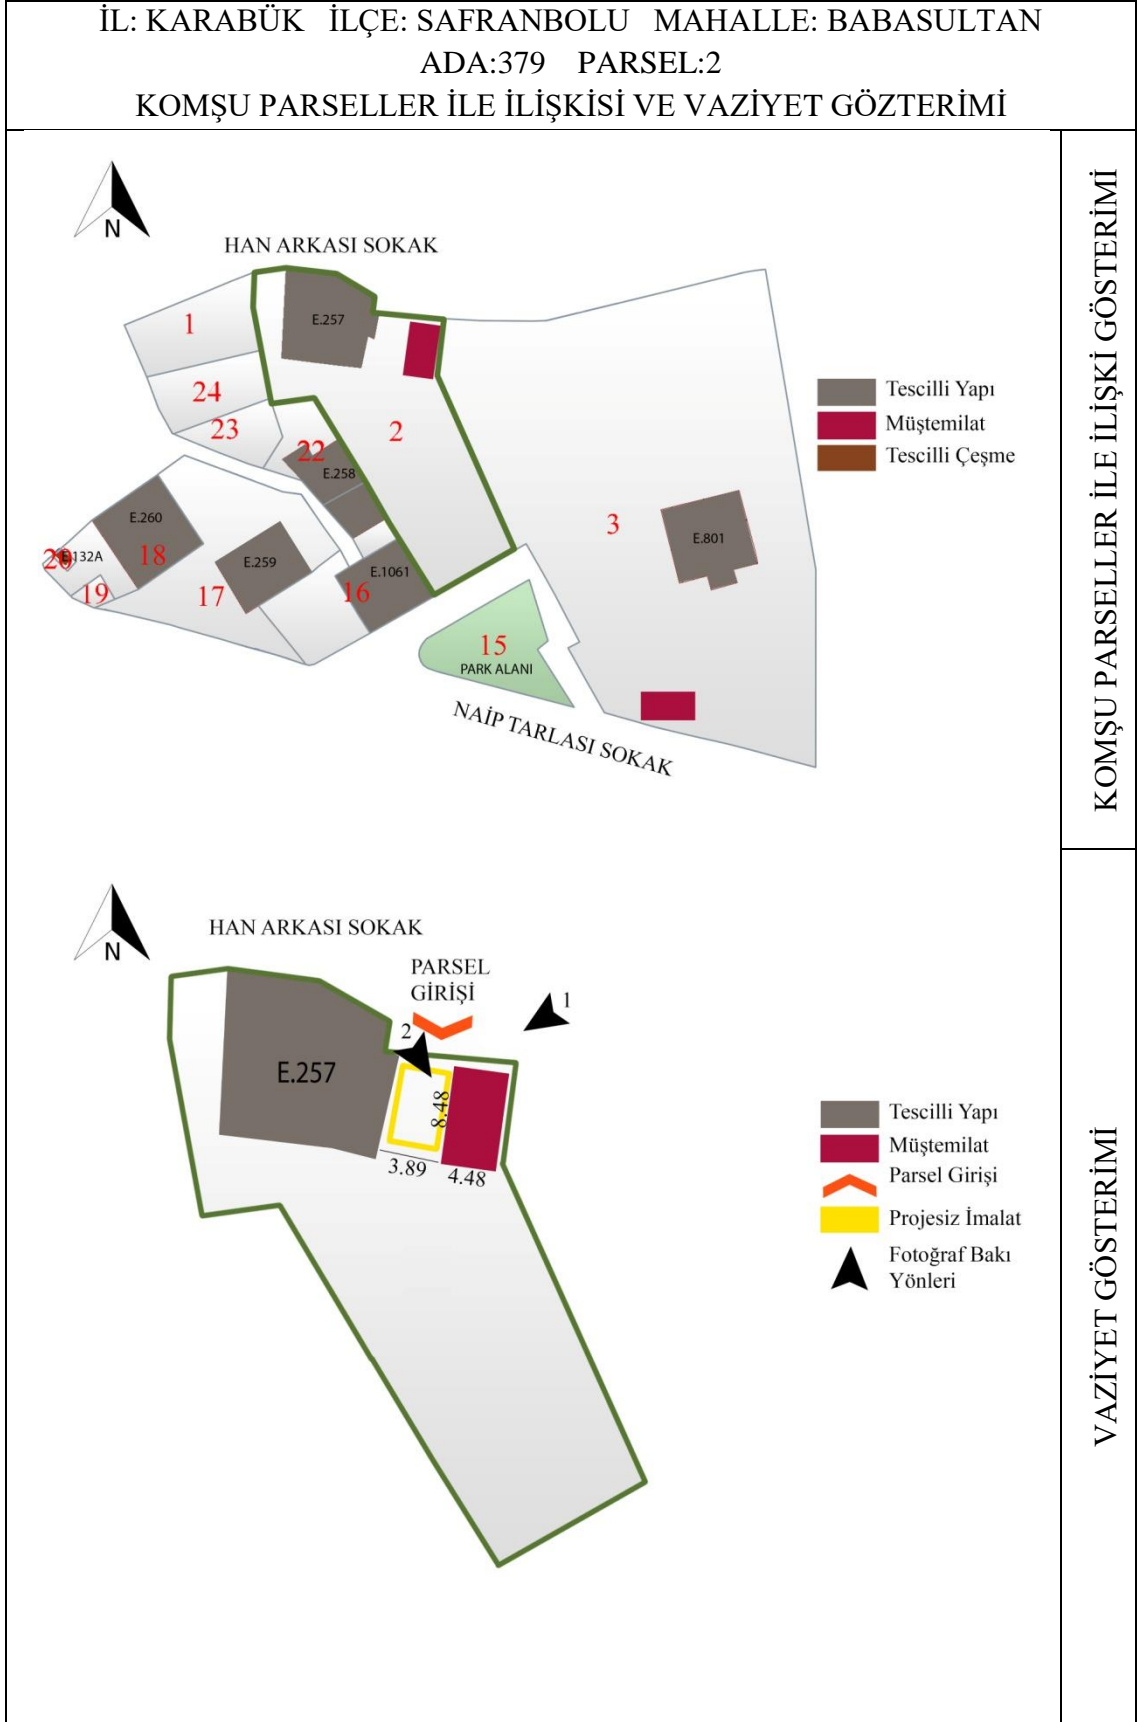 İL: KARABÜK İLÇE: SAFRANBOLU MAHALLE: BABASULTAN
ADA:379 PARSEL:2
KOMŞU PARSELLER İLE İLİŞKİSİ VE VAZİYET GÖZTERİMİ
KOMŞU PARSELLER İLE İLİŞKİ GÖSTERİMİ
N
HAN ARKASI SOKAK
1
E.257
24
23
2
22
E.258
E.260
18
20
E.132A
19
17
E.259
E.1061
16
3
E.801
15
PARK ALANI
NAİP TARLASI SOKAK
Tescilli Yapı
Müştemilat
Tescilli Çeşme
VAZİYET GÖSTERİMİ
N
HAN ARKASI SOKAK
PARSEL
GİRİŞİ
1
2
E.257
8.48
3.89
4.48
Tescilli Yapı
Müştemilat
Parsel Girişi
Projesiz İmalat
Fotoğraf Bakı
Yönleri